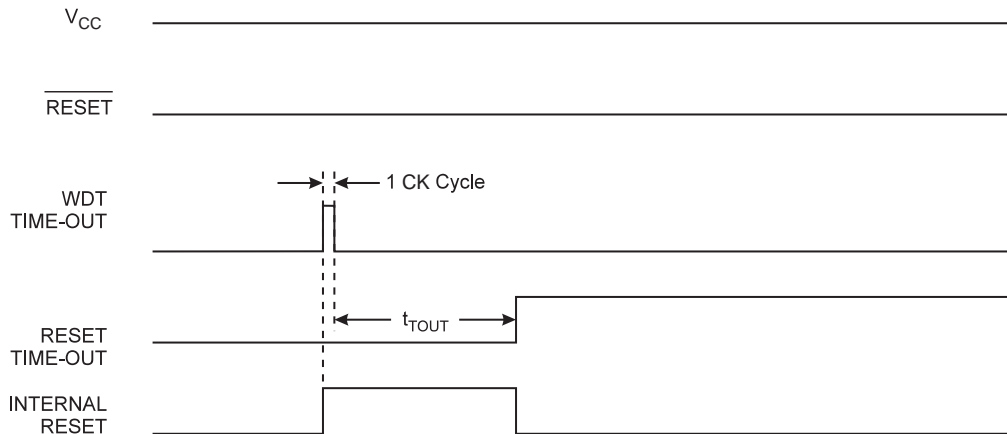 VCC
RESET
1 CK Cycle
WDT
TIME-OUT
tTOUT
RESET
TIME-OUT
INTERNAL
RESET